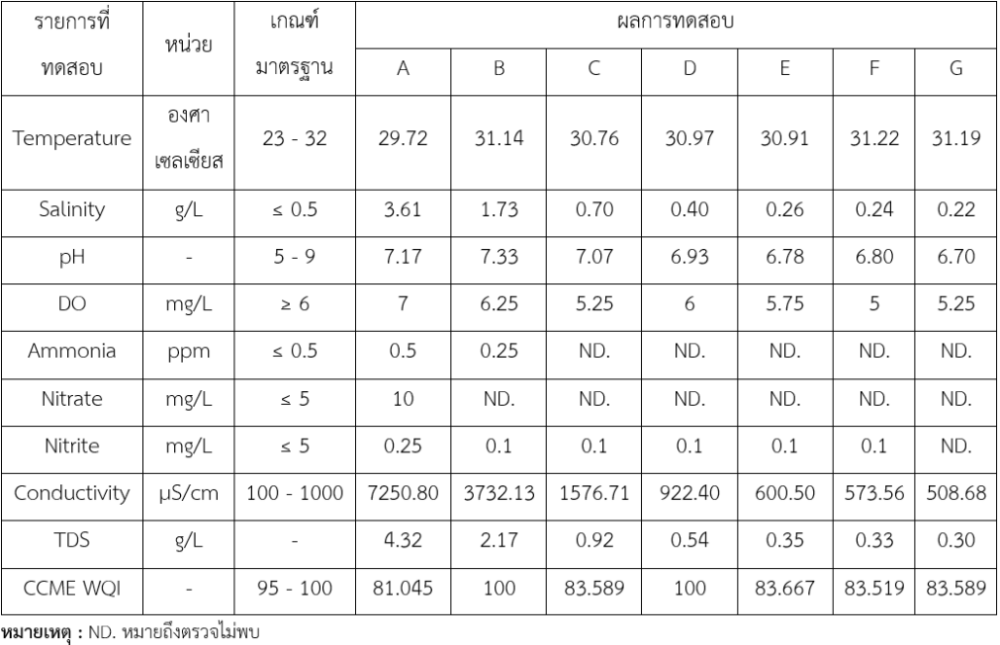 รายการที่ทดสอบ หน่วย เกณฑ์มาตรฐาน ผลการทดสอบ
A B C D E F G
Temperature องศาเซลเซียส 23 - 32 29.72 31.14 30.76 30.97 30.91 31.22 31.19
Salinity g/L ≤ 0.5 3.61 1.73 0.70 0.40 0.26 0.24 0.22
pH - 5 - 9 7.17 7.33 7.07 6.93 6.78 6.80 6.70
DO mg/L ≥ 6 7 6.25 5.25 6 5.75 5 5.25
Ammonia ppm ≤ 0.5 0.5 0.25 ND. ND. ND. ND. ND.
Nitrate mg/L ≤ 5 10 ND. ND. ND. ND. ND. ND.
Nitrite mg/L ≤ 5 0.25 0.1 0.1 0.1 0.1 0.1 ND.
Conductivity µS/cm 100 - 1000 7250.80 3732.13 1576.71 922.40 600.50 573.56 508.68
TDS g/L - 4.32 2.17 0.92 0.54 0.35 0.33 0.30
CCME WQI - 95 - 100 81.045 100 83.589 100 83.667 83.519 83.589
หมายเหตุ : ND. หมายถึงตรวจไม่พบ